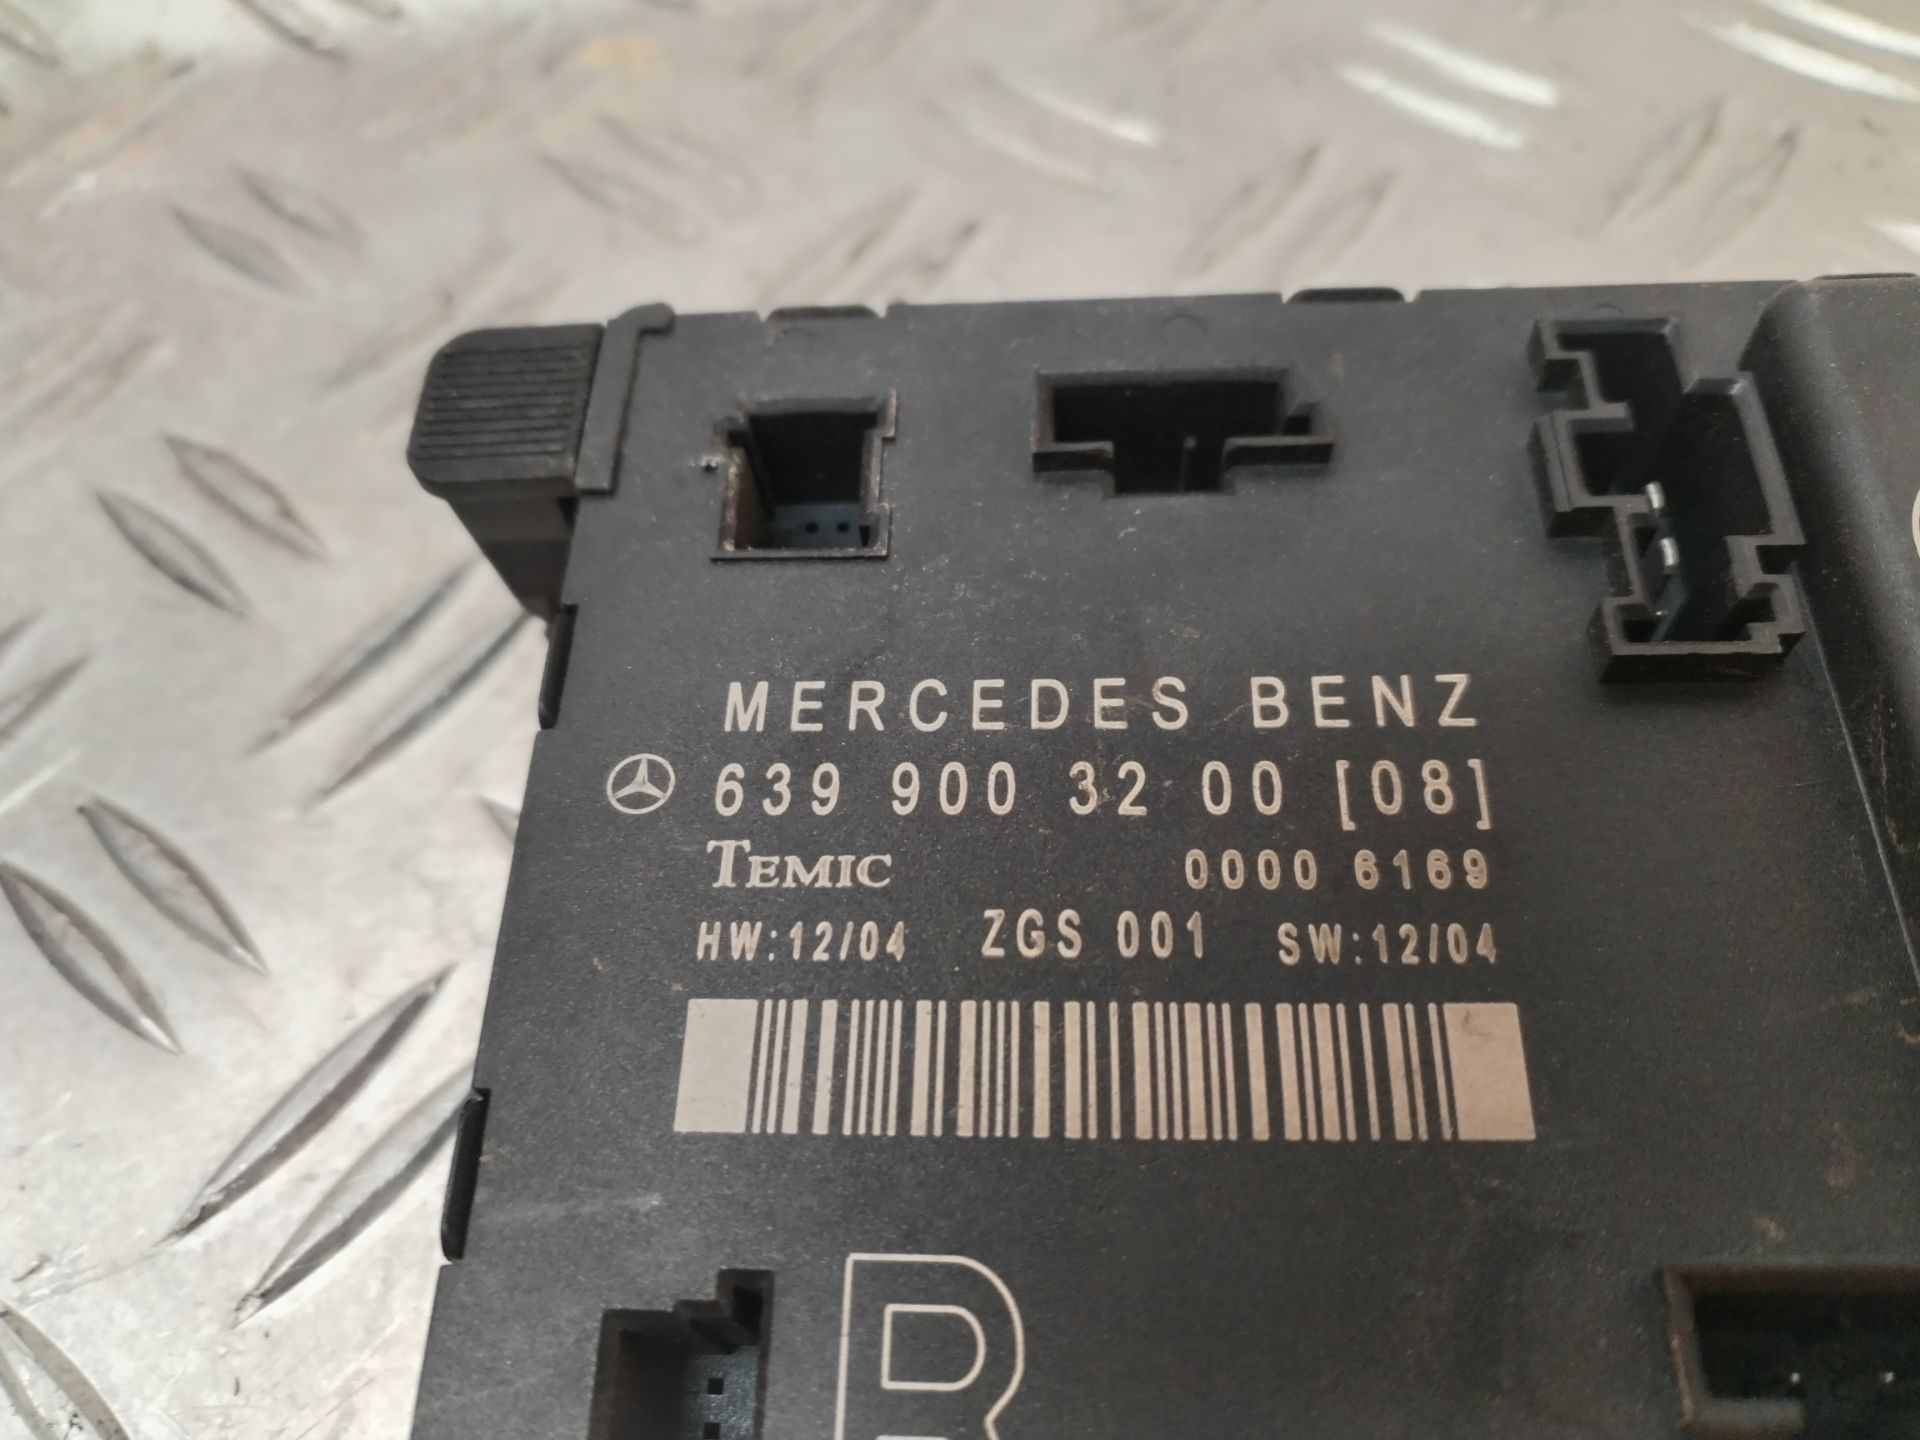 MERCEDES BENZ
639 900 32 00 [08]
TEMIC 0000 6169
HW:12/04 ZGS 001 SW:12/04
R